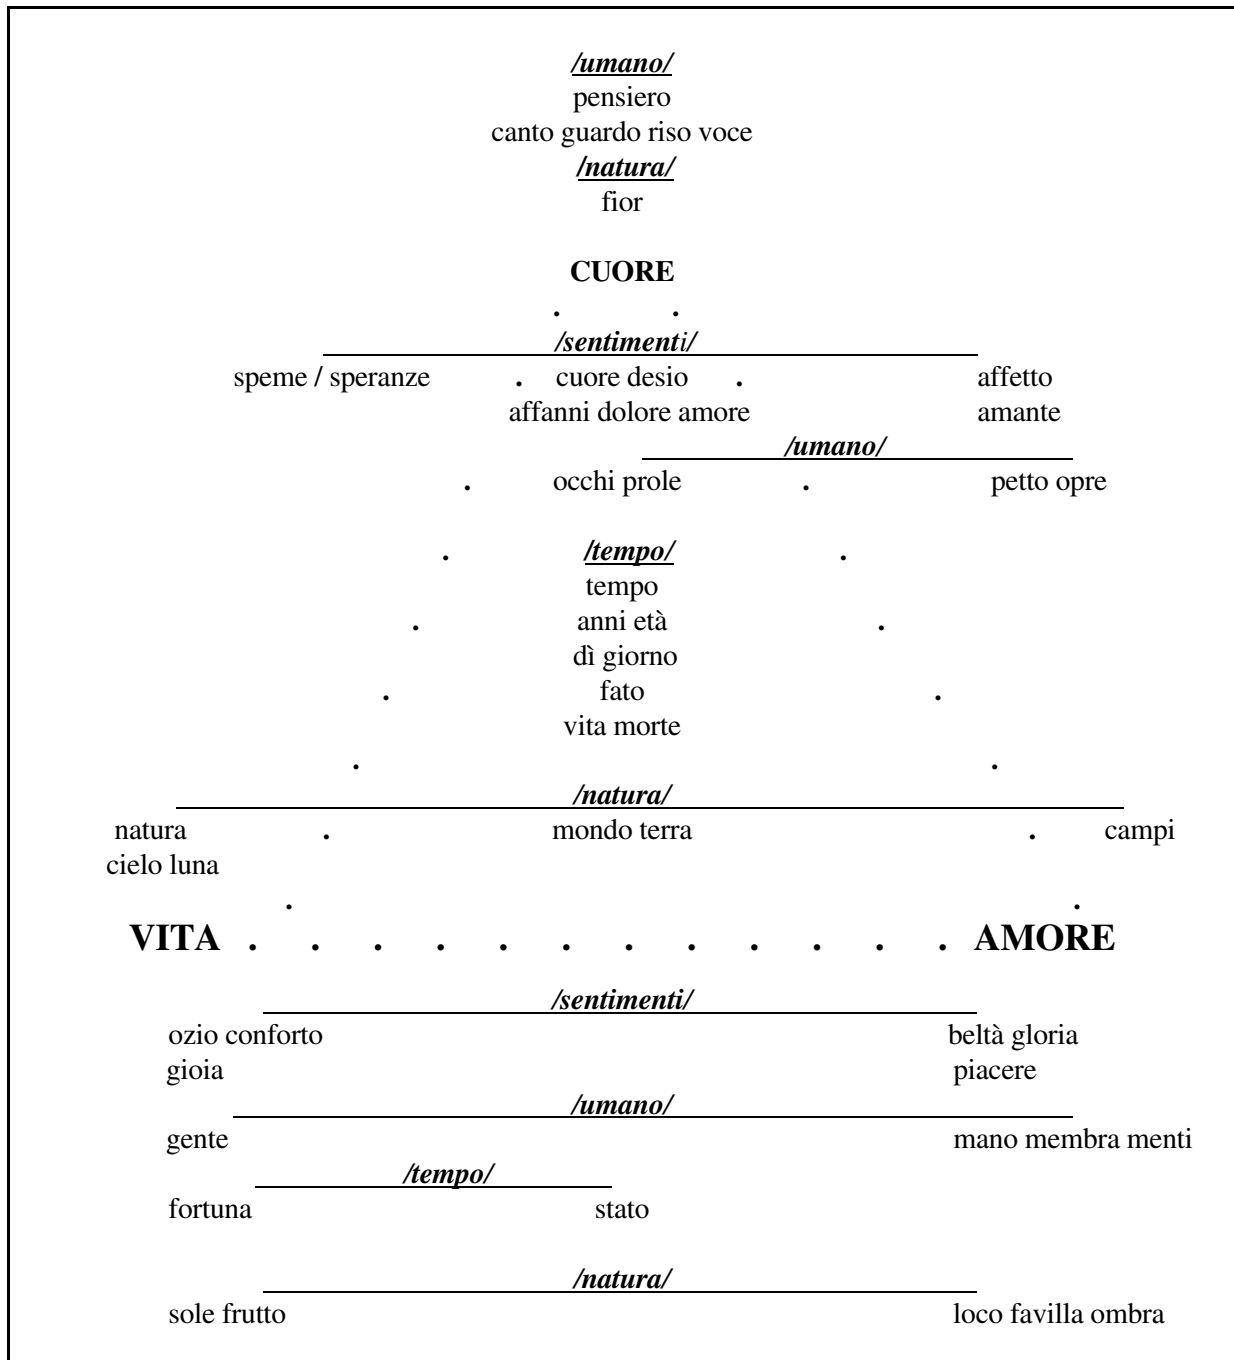 /umano/
pensiero
canto guardo riso voce
/natura/
fior
CUORE
. .
/sentimenti/
speme / speranze . cuore desio . affetto
affanni dolore amore amante
/umano/
. occhi prole . petto opre
. /tempo/ .
tempo
. anni età .
dì giorno
. fato .
vita morte
. .
/natura/
natura . mondo terra . campi
cielo luna
. .
VITA . . . . . . . . . . . . AMORE
/sentimenti/
ozio conforto beltà gloria
gioia piacere
/umano/
gente mano membra menti
/tempo/
fortuna stato
/natura/
sole frutto loco favilla ombra